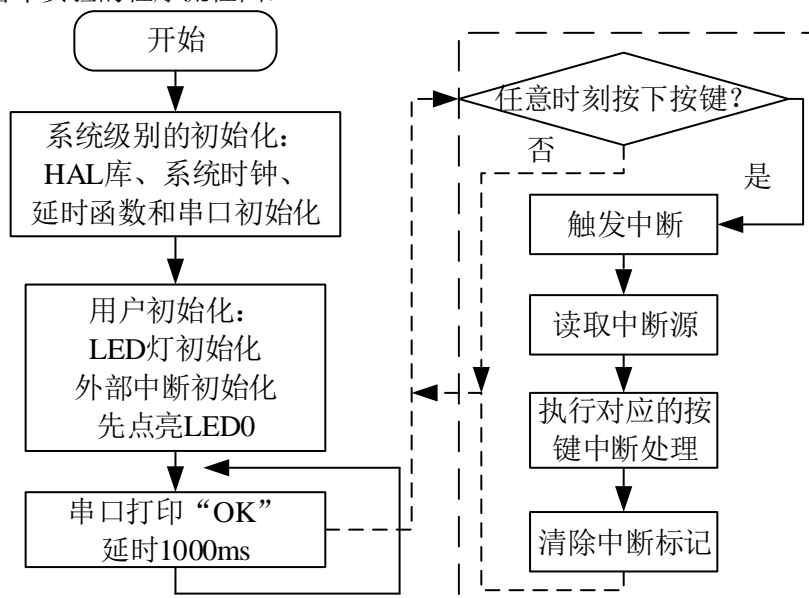 开始
系统级别的初始化：
HAL库、系统时钟、
延时函数和串口初始化
用户初始化：
LED灯初始化
外部中断初始化
先点亮LED0
串口打印“OK”
延时1000ms
任意时刻按下按键？
否
是
触发中断
读取中断源
执行对应的按
键中断处理
清除中断标记